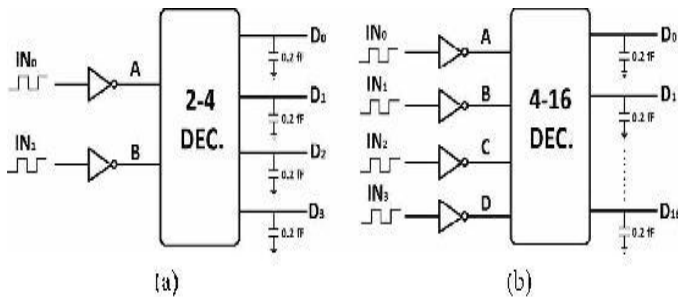 IN₀
A
IN₁
B
2-4
DEC.
D₀
0.2 fF
D₁
0.2 fF
D₂
0.2 fF
D₃
0.2 fF
(a)
IN₀
A
IN₁
B
IN₂
C
IN₃
D
4-16
DEC.
D₀
0.2 fF
D₁
0.2 fF
D₁₆
0.2 fF
(b)